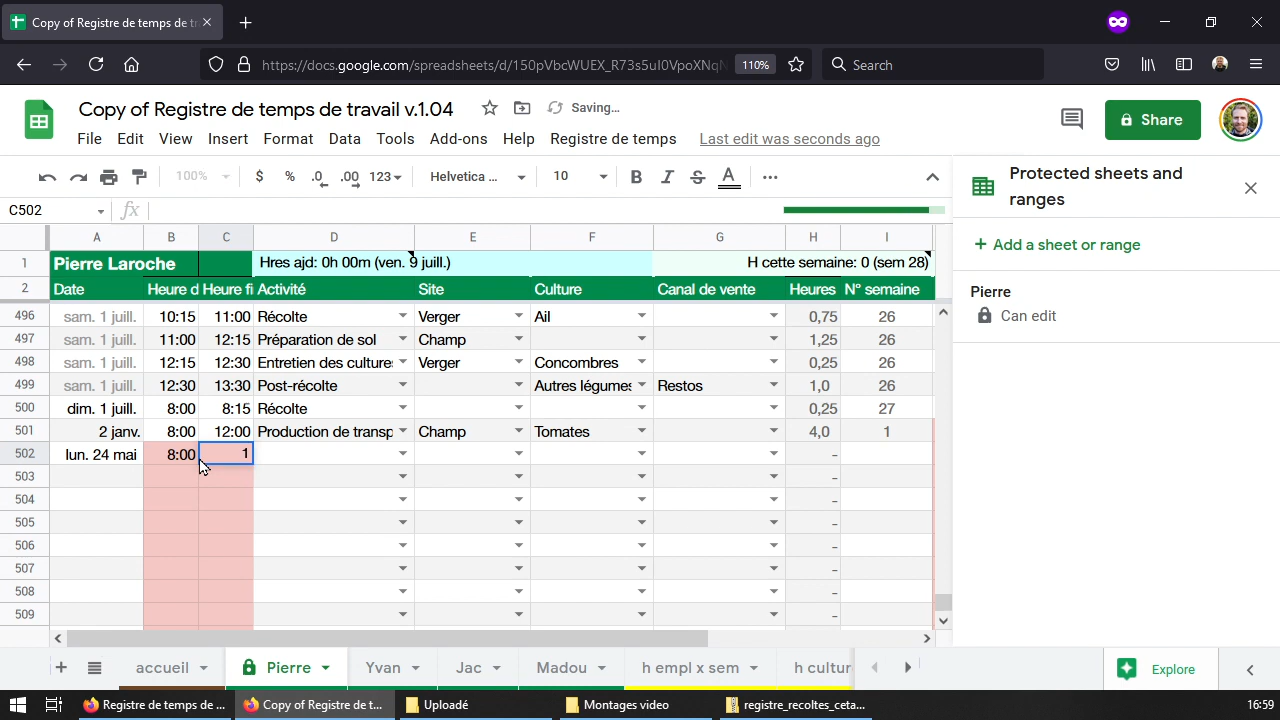 Copy of Registre de temps de tr
https://docs.google.com/spreadsheets/d/150pVbcWUEX_R73s5uI0VpoXNqN
110%
Search
Copy of Registre de temps de travail v.1.04
Saving...
File Edit View Insert Format Data Tools Add-ons Help Registre de temps Last edit was seconds ago
Share
100% $ % .0 .00 123 Helvetica ... 10 B I S A
Protected sheets and
ranges
C502 fx
+ Add a sheet or range
Pierre
Can edit
A B C D E F G H I
1 Pierre Laroche Hres ajd: 0h 00m (ven. 9 juill.) H cette semaine: 0 (sem 28)
2 Date Heure d Heure fi Activité Site Culture Canal de vente Heures N° semaine
496 sam. 1 juill. 10:15 11:00 Récolte Verger Ail 0,75 26
497 sam. 1 juill. 11:00 12:15 Préparation de sol Champ 1,25 26
498 sam. 1 juill. 12:15 12:30 Entretien des culture: Verger Concombres 0,25 26
499 sam. 1 juill. 12:30 13:30 Post-récolte Autres légumes Restos 1,0 26
500 dim. 1 juill. 8:00 8:15 Récolte 0,25 27
501 2 janv. 8:00 12:00 Production de transp Champ Tomates 4,0 1
502 lun. 24 mai 8:00 1 -
503 -
504 -
505 -
506 -
507 -
508 -
509 -
accueil Pierre Yvan Jac Madou h empl x sem h cultur
Explore
Registre de temps de ... Copy of Registre de t... Uploadé Montages video registre_recoltes_ceta... 16:59